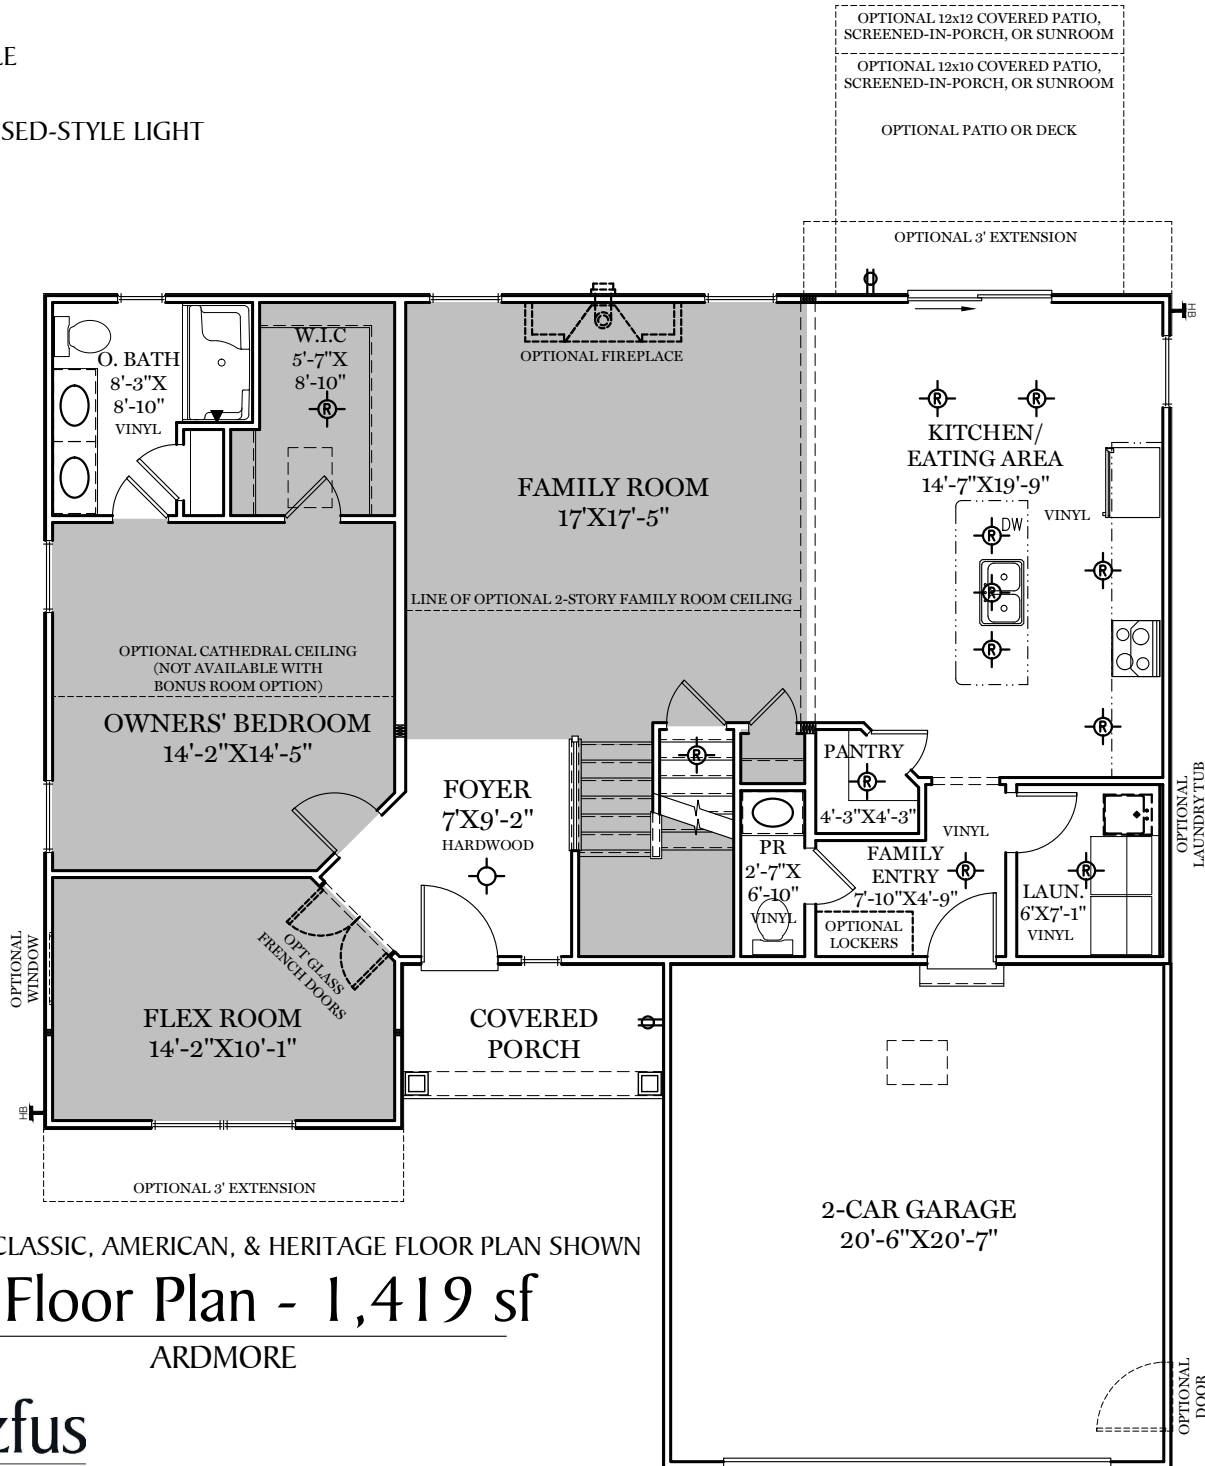 OPTIONAL 12x12 COVERED PATIO,
SCREENED-IN-PORCH, OR SUNROOM
OPTIONAL 12x10 COVERED PATIO,
SCREENED-IN-PORCH, OR SUNROOM
OPTIONAL PATIO OR DECK
LE
SED-STYLE LIGHT
OPTIONAL 3' EXTENSION
HB
O. BATH
8'-3"X
8'-10"
VINYL
W.I.C
5'-7"X
8'-10"
R
OPTIONAL FIREPLACE
FAMILY ROOM
17'X17'-5"
LINE OF OPTIONAL 2-STORY FAMILY ROOM CEILING
R
R
KITCHEN/
EATING AREA
14'-7"X19'-9"
VINYL
R
DW
R
R
R
R
OPTIONAL CATHEDRAL CEILING
(NOT AVAILABLE WITH
BONUS ROOM OPTION)
OWNERS' BEDROOM
14'-2"X14'-5"
FOYER
7'X9'-2"
HARDWOOD
R
PANTRY
R
4'-3"X4'-3"
PR
2'-7"X
6'-10"
VINYL
VINYL
FAMILY
ENTRY
7'-10"X4'-9"
R
OPTIONAL
LOCKERS
R
LAUN.
6'X7'-1"
VINYL
OPTIONAL
LAUNDRY TUB
OPTIONAL
WINDOW
OPT GLASS
FRENCH DOORS
FLEX ROOM
14'-2"X10'-1"
COVERED
PORCH
HB
OPTIONAL 3' EXTENSION
2-CAR GARAGE
20'-6"X20'-7"
OPTIONAL
DOOR
CLASSIC, AMERICAN, & HERITAGE FLOOR PLAN SHOWN
Floor Plan - 1,419 sf
ARDMORE
zfus